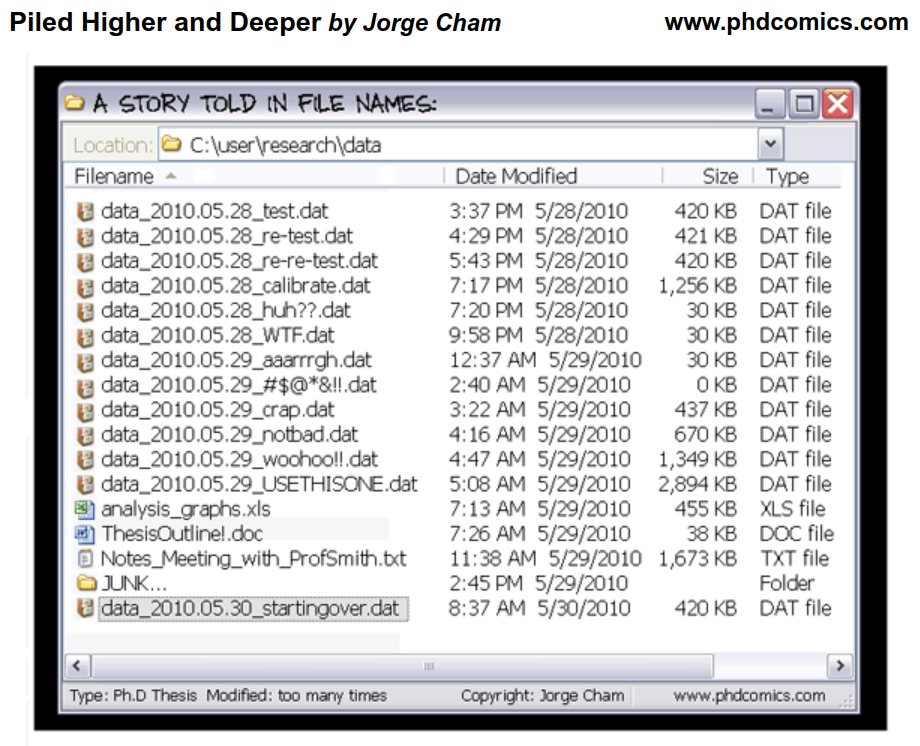 Piled Higher and Deeper by Jorge Cham www.phdcomics.com
A STORY TOLD IN FILE NAMES:
Location: C:\user\research\data
Filename Date Modified Size Type
data_2010.05.28_test.dat 3:37 PM 5/28/2010 420 KB DAT file
data_2010.05.28_re-test.dat 4:29 PM 5/28/2010 421 KB DAT file
data_2010.05.28_re-re-test.dat 5:43 PM 5/28/2010 420 KB DAT file
data_2010.05.28_calibrate.dat 7:17 PM 5/28/2010 1,256 KB DAT file
data_2010.05.28_huh??.dat 7:20 PM 5/28/2010 30 KB DAT file
data_2010.05.28_WTF.dat 9:58 PM 5/28/2010 30 KB DAT file
data_2010.05.29_aaarrrgh.dat 12:37 AM 5/29/2010 30 KB DAT file
data_2010.05.29_#$@*&!!.dat 2:40 AM 5/29/2010 0 KB DAT file
data_2010.05.29_crap.dat 3:22 AM 5/29/2010 437 KB DAT file
data_2010.05.29_notbad.dat 4:16 AM 5/29/2010 670 KB DAT file
data_2010.05.29_woohoo!!.dat 4:47 AM 5/29/2010 1,349 KB DAT file
data_2010.05.29_USETHISONE.dat 5:08 AM 5/29/2010 2,894 KB DAT file
analysis_graphs.xls 7:13 AM 5/29/2010 455 KB XLS file
ThesisOutline!.doc 7:26 AM 5/29/2010 38 KB DOC file
Notes_Meeting_with_ProfSmith.txt 11:38 AM 5/29/2010 1,673 KB TXT file
JUNK... 2:45 PM 5/29/2010 Folder
data_2010.05.30_startingover.dat 8:37 AM 5/30/2010 420 KB DAT file
Type: Ph.D Thesis Modified: too many times Copyright: Jorge Cham www.phdcomics.com